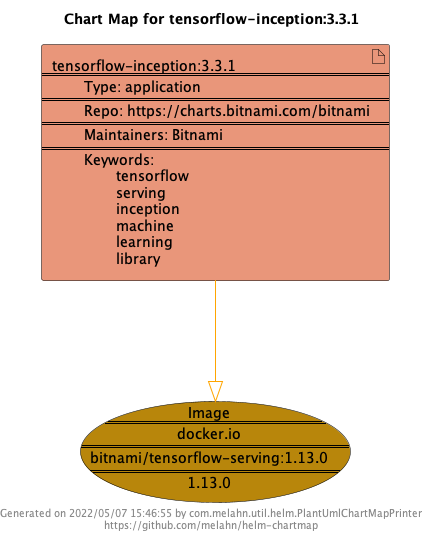 Chart Map for tensorflow-inception:3.3.1
tensorflow-inception:3.3.1
Type: application
Repo: https://charts.bitnami.com/bitnami
Maintainers: Bitnami
Keywords:
tensorflow
serving
inception
machine
learning
library
Image
docker.io
bitnami/tensorflow-serving:1.13.0
1.13.0
Generated on 2022/05/07 15:46:55 by com.melahn.util.helm.PlantUmlChartMapPrinter
https://github.com/melahn/helm-chartmap